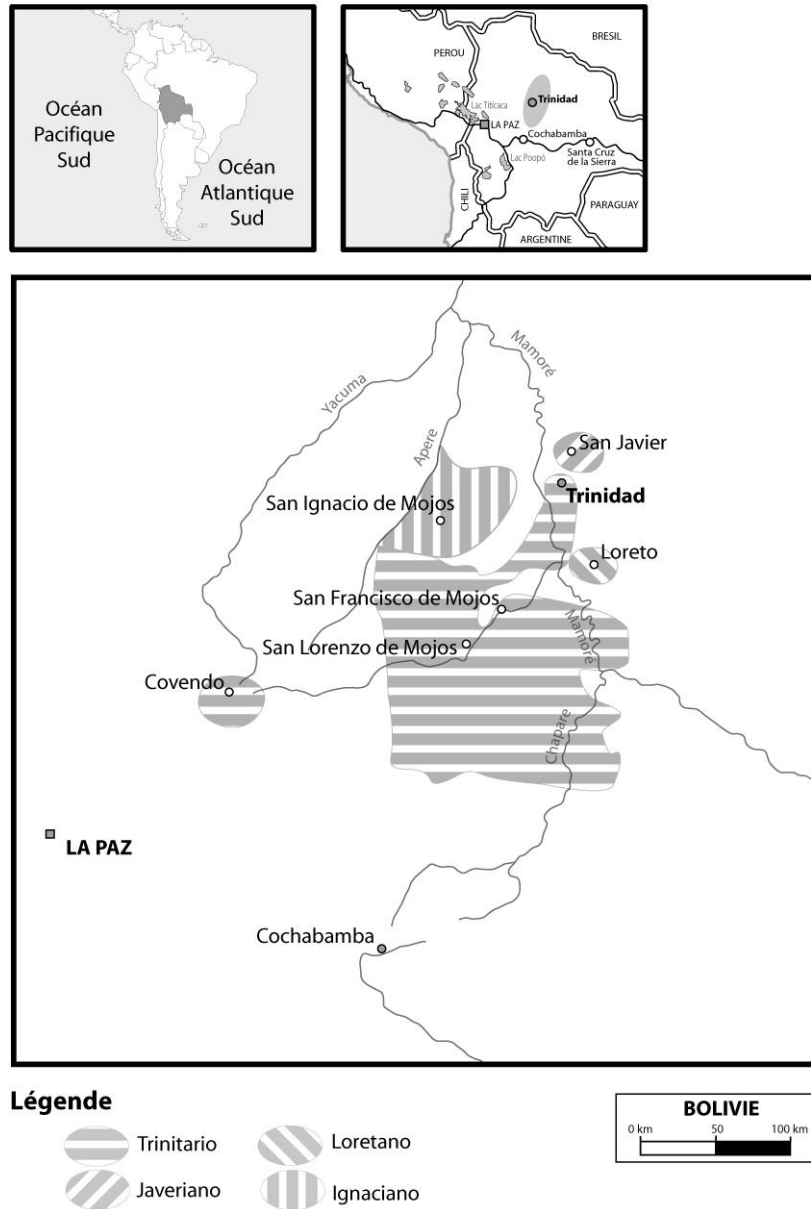 Océan
Pacifique
Sud
Océan
Atlantique
Sud
PEROU
BRESIL
Lac Titicaca
Trinidad
LA PAZ
Cochabamba
Santa Cruz
de la Sierra
Lac Poopó
CHILI
PARAGUAY
ARGENTINE
Mamoré
Yacuma
Apere
San Javier
San Ignacio de Mojos
Trinidad
Loreto
San Francisco de Mojos
San Lorenzo de Mojos
Mamoré
Covendo
Chapare
LA PAZ
Cochabamba
Légende
Trinitario
Loretano
Javeriano
Ignaciano
BOLIVIE
0 km 50 100 km